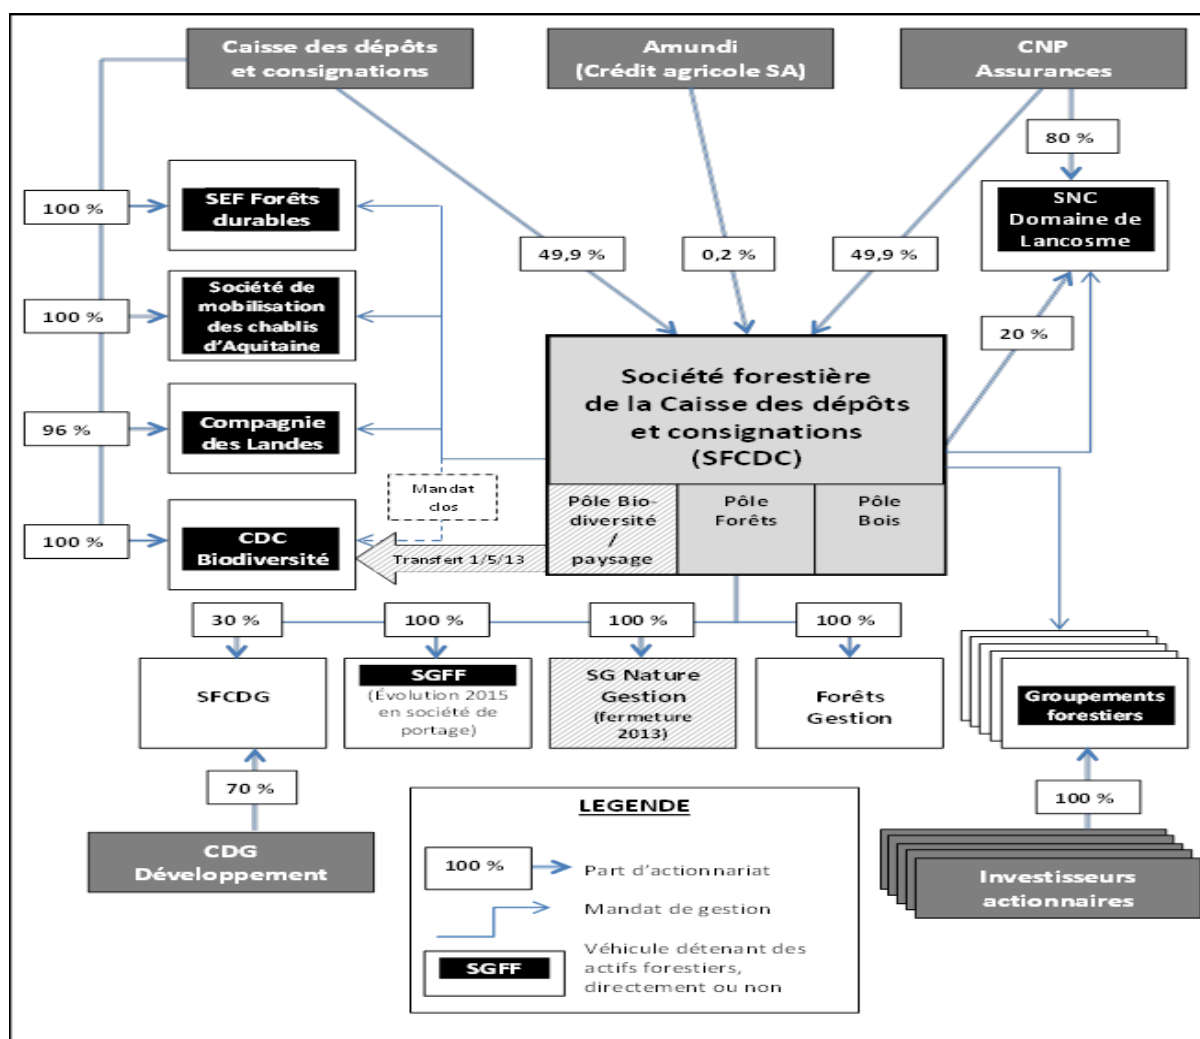 Caisse des dépôts
et consignations
Amundi
(Crédit agricole SA)
CNP
Assurances
80 %
100 %
SEF Forêts
durables
SNC
Domaine de
Lancosme
49,9 %
0,2 %
49,9 %
100 %
Société de
mobilisation
des chablis
d'Aquitaine
20 %
Société forestière
de la Caisse des dépôts
et consignations
(SFCDC)
96 %
Compagnie
des Landes
Mandat
clos
Pôle Bio-
diversité
/
paysage
Pôle
Forêts
Pôle
Bois
100 %
CDC
Biodiversité
Transfert 1/5/13
30 %
100 %
100 %
100 %
SFCDG
SGFF
(Évolution 2015
en société de
portage)
SG Nature
Gestion
(fermeture
2013)
Forêts
Gestion
Groupements
forestiers
70 %
100 %
CDG
Développement
Investisseurs
actionnaires
LEGENDE
100 %
Part d'actionnariat
Mandat de gestion
SGFF
Véhicule détenant des
actifs forestiers,
directement ou non